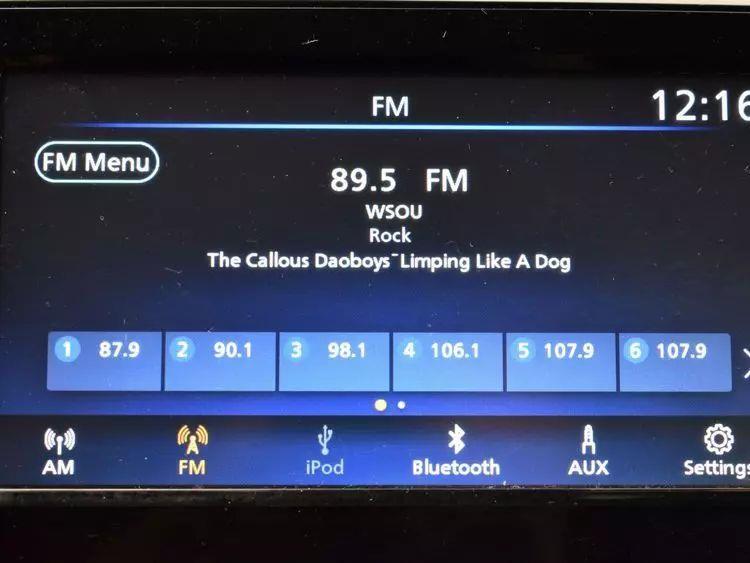 FM
12:16
FM Menu
89.5 FM
WSOU
Rock
The Callous Daoboys~Limping Like A Dog
1 87.9 2 90.1 3 98.1 4 106.1 5 107.9 6 107.9
AM FM iPod Bluetooth AUX Settings